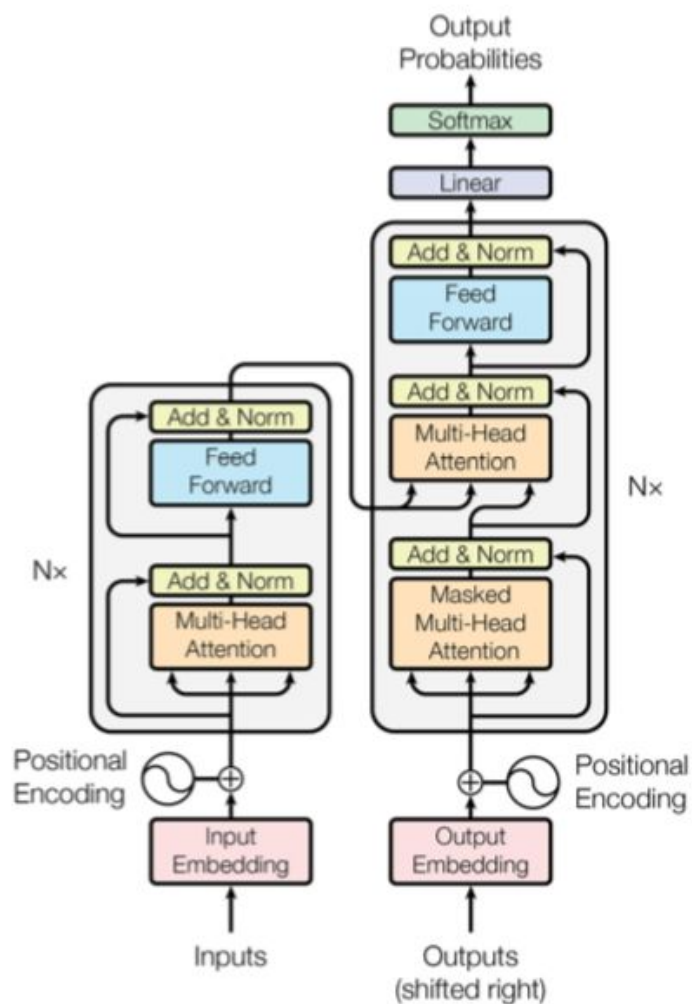 Output
Probabilities
Softmax
Linear
Add & Norm
Feed
Forward
Add & Norm
Multi-Head
Attention
Add & Norm
Masked
Multi-Head
Attention
Nx
Add & Norm
Feed
Forward
Add & Norm
Multi-Head
Attention
Nx
Positional
Encoding
Positional
Encoding
Input
Embedding
Output
Embedding
Inputs
Outputs
(shifted right)